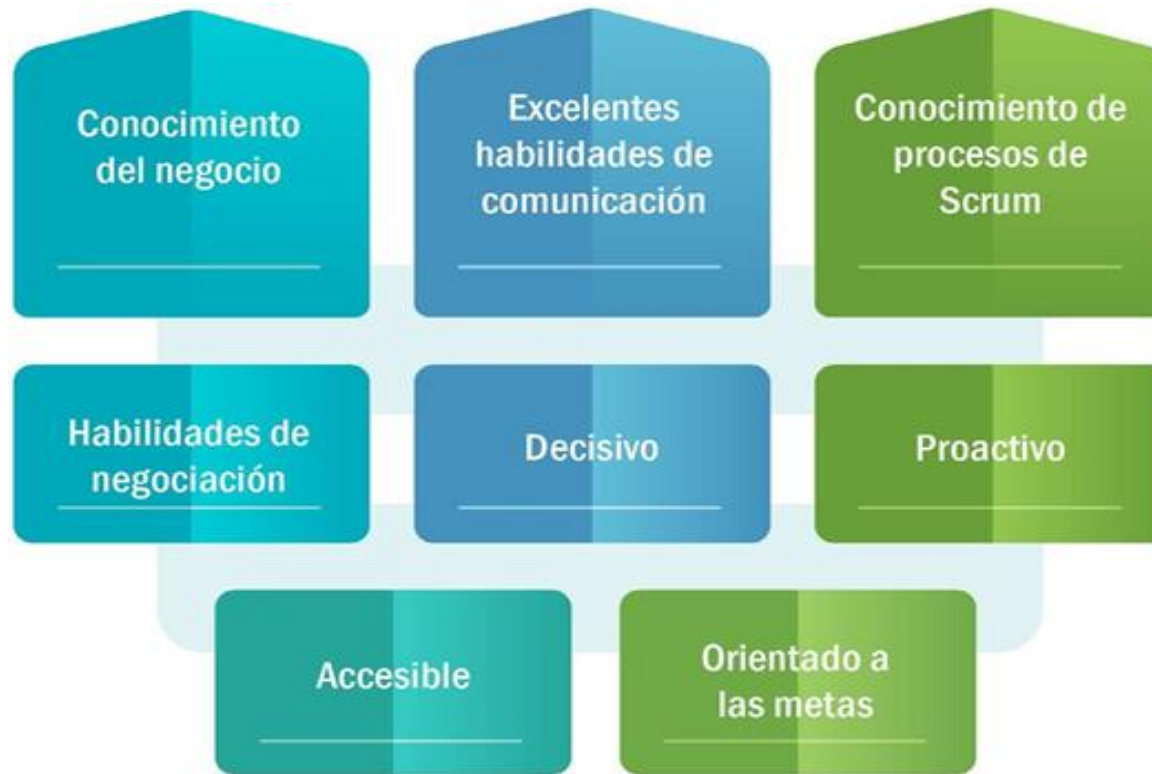 Conocimiento
del negocio
Excelentes
habilidades de
comunicación
Conocimiento de
procesos de
Scrum
Habilidades de
negociación
Decisivo
Proactivo
Accesible
Orientado a
las metas